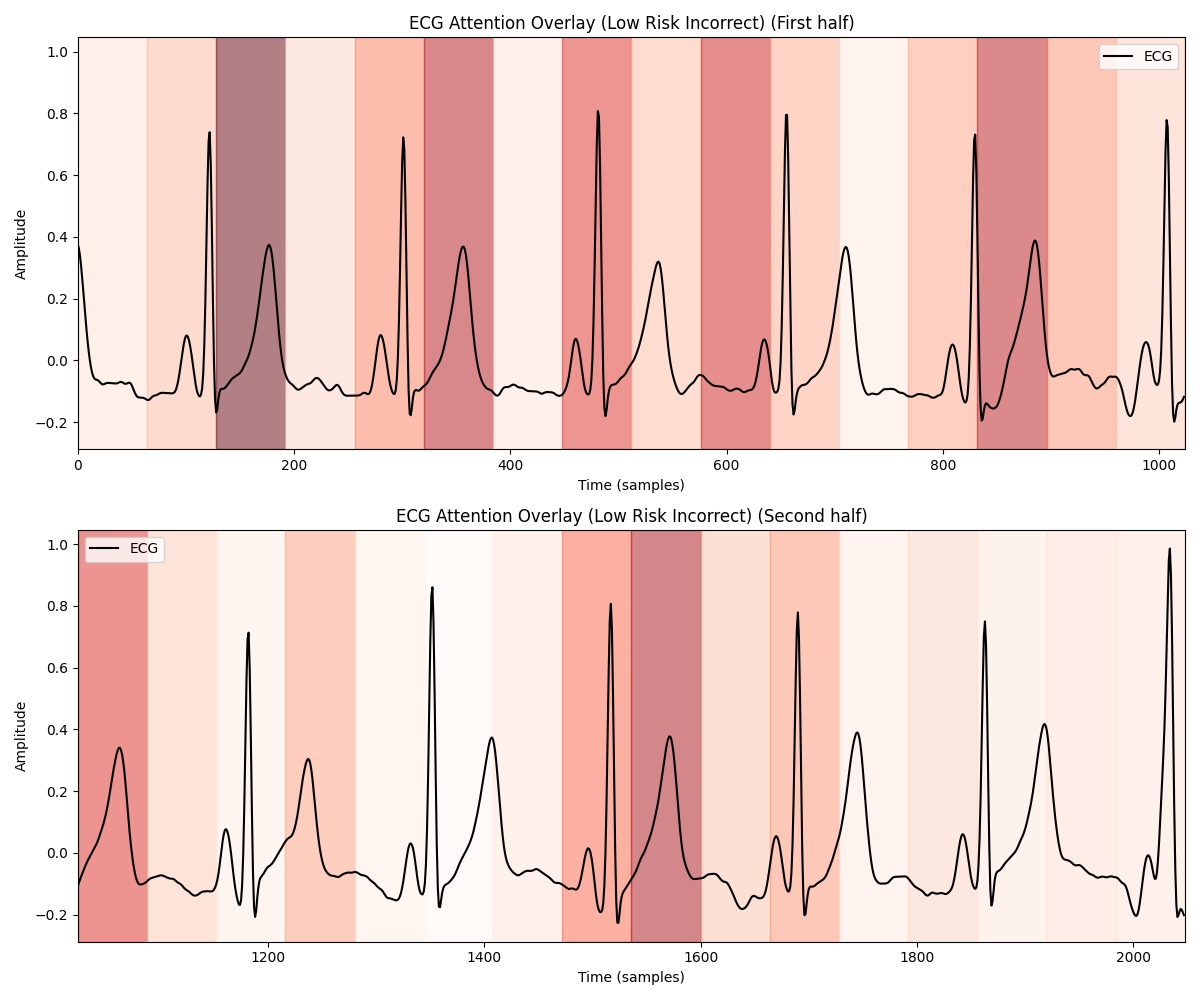 ECG Attention Overlay (Low Risk Incorrect) (First half)
1.0
0.8
0.6
0.4
0.2
0.0
−0.2
Amplitude
ECG
0 200 400 600 800 1000
Time (samples)
ECG Attention Overlay (Low Risk Incorrect) (Second half)
1.0
0.8
0.6
0.4
0.2
0.0
−0.2
Amplitude
ECG
1200 1400 1600 1800 2000
Time (samples)